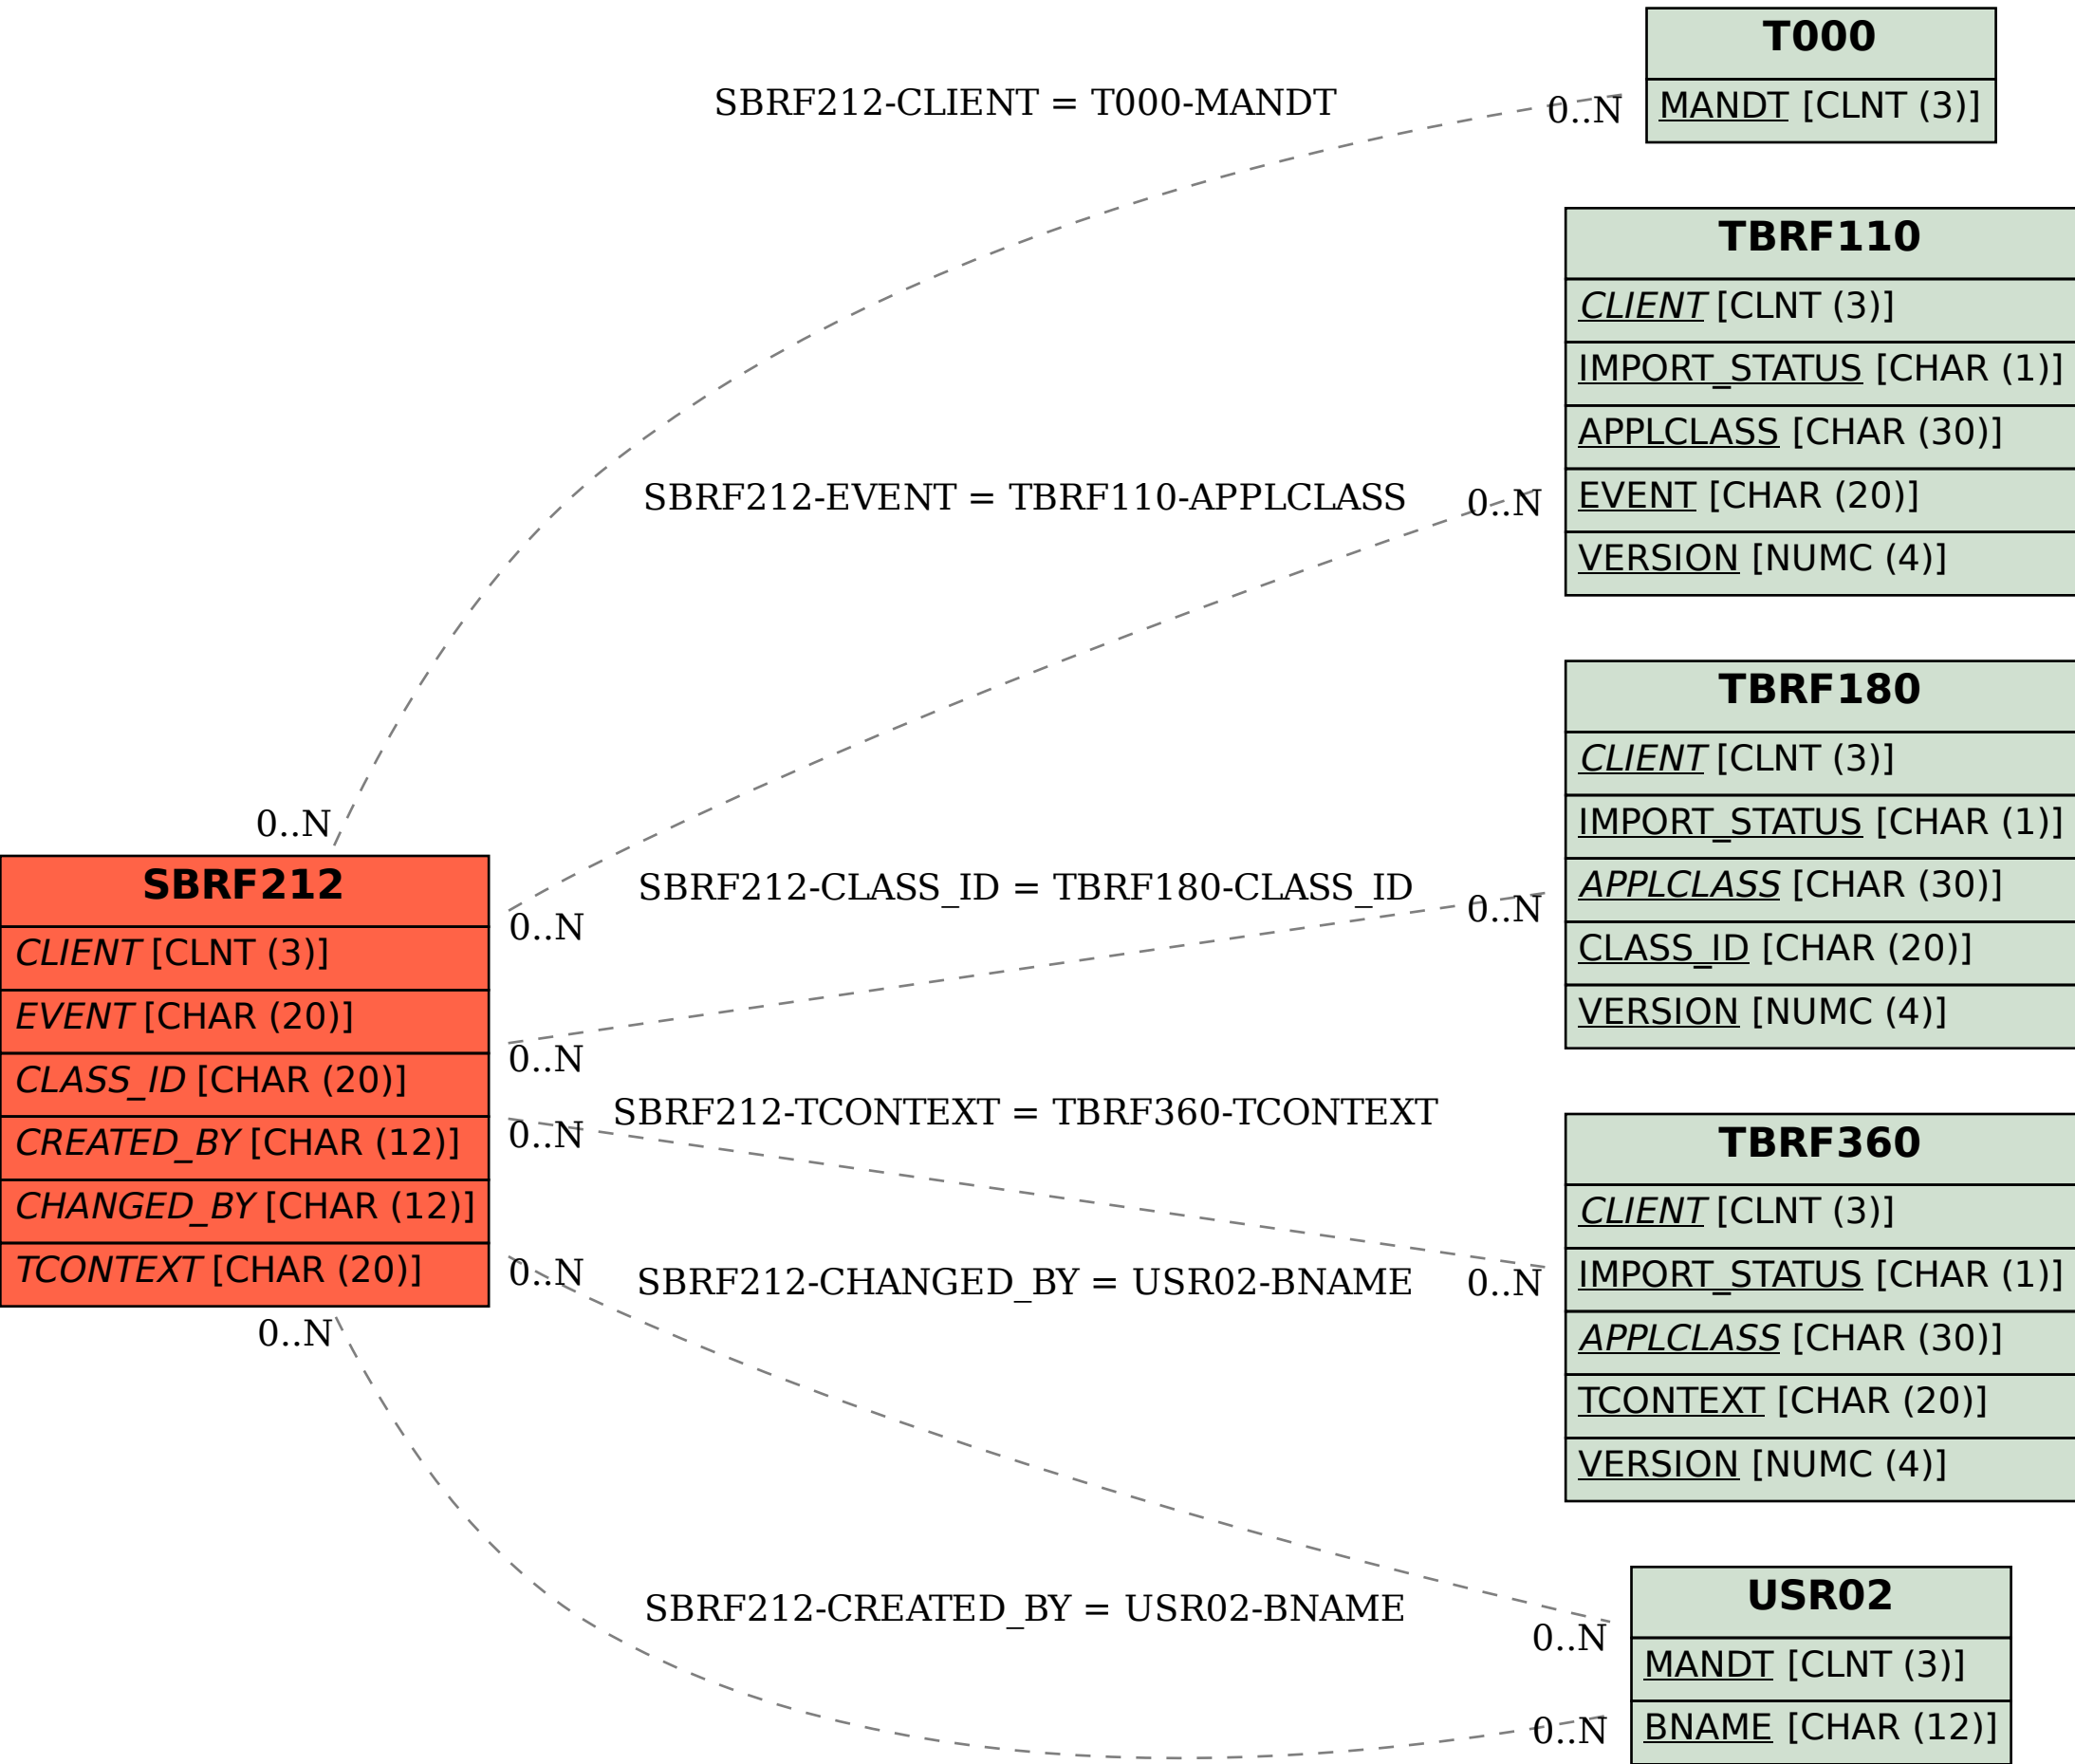 T000
MANDT [CLNT (3)]
SBRF212-CLIENT = T000-MANDT
0..N
TBRF110
CLIENT [CLNT (3)]
IMPORT_STATUS [CHAR (1)]
APPLCLASS [CHAR (30)]
EVENT [CHAR (20)]
VERSION [NUMC (4)]
SBRF212-EVENT = TBRF110-APPLCLASS
0..N
TBRF180
CLIENT [CLNT (3)]
IMPORT_STATUS [CHAR (1)]
APPLCLASS [CHAR (30)]
CLASS_ID [CHAR (20)]
VERSION [NUMC (4)]
0..N
SBRF212
CLIENT [CLNT (3)]
EVENT [CHAR (20)]
CLASS_ID [CHAR (20)]
CREATED_BY [CHAR (12)]
CHANGED_BY [CHAR (12)]
TCONTEXT [CHAR (20)]
0..N
SBRF212-CLASS_ID = TBRF180-CLASS_ID
0..N
0..N
SBRF212-TCONTEXT = TBRF360-TCONTEXT
0..N
TBRF360
CLIENT [CLNT (3)]
IMPORT_STATUS [CHAR (1)]
APPLCLASS [CHAR (30)]
TCONTEXT [CHAR (20)]
VERSION [NUMC (4)]
0..N
SBRF212-CHANGED_BY = USR02-BNAME
0..N
0..N
SBRF212-CREATED_BY = USR02-BNAME
0..N
USR02
MANDT [CLNT (3)]
BNAME [CHAR (12)]
0..N